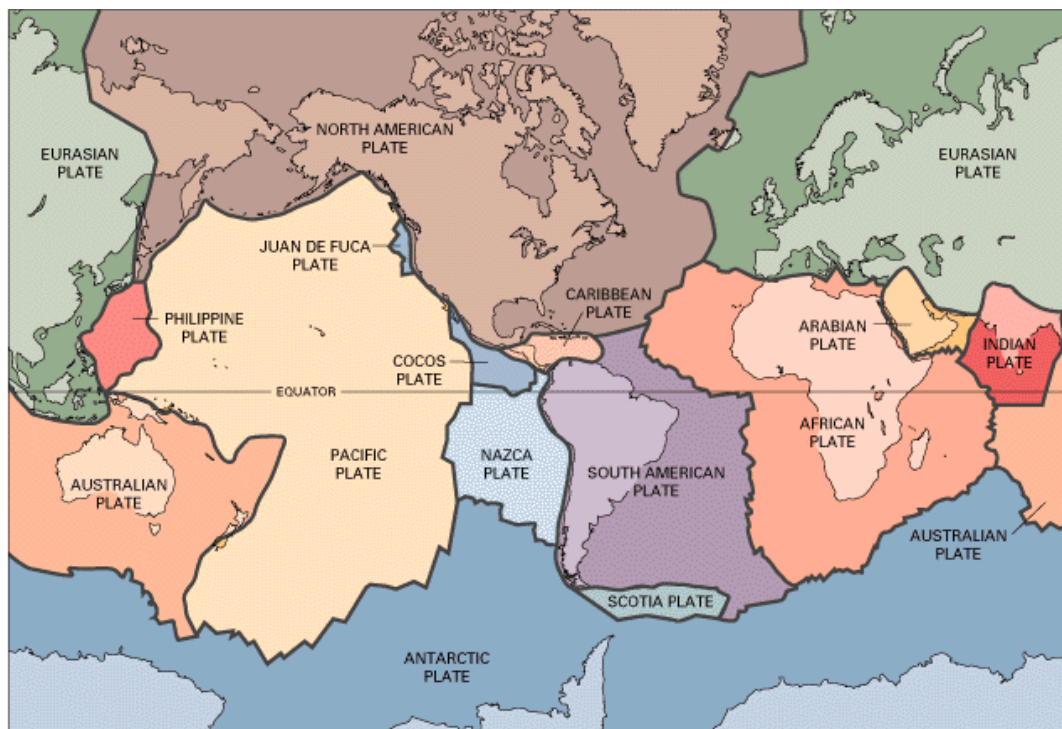 NORTH AMERICAN
PLATE
EURASIAN
PLATE
EURASIAN
PLATE
JUAN DE FUCA
PLATE
CARIBBEAN
PLATE
PHILIPPINE
PLATE
ARABIAN
PLATE
INDIAN
PLATE
COCOS
PLATE
EQUATOR
AFRICAN
PLATE
PACIFIC
PLATE
NAZCA
PLATE
SOUTH AMERICAN
PLATE
AUSTRALIAN
PLATE
AUSTRALIAN
PLATE
SCOTIA PLATE
ANTARCTIC
PLATE